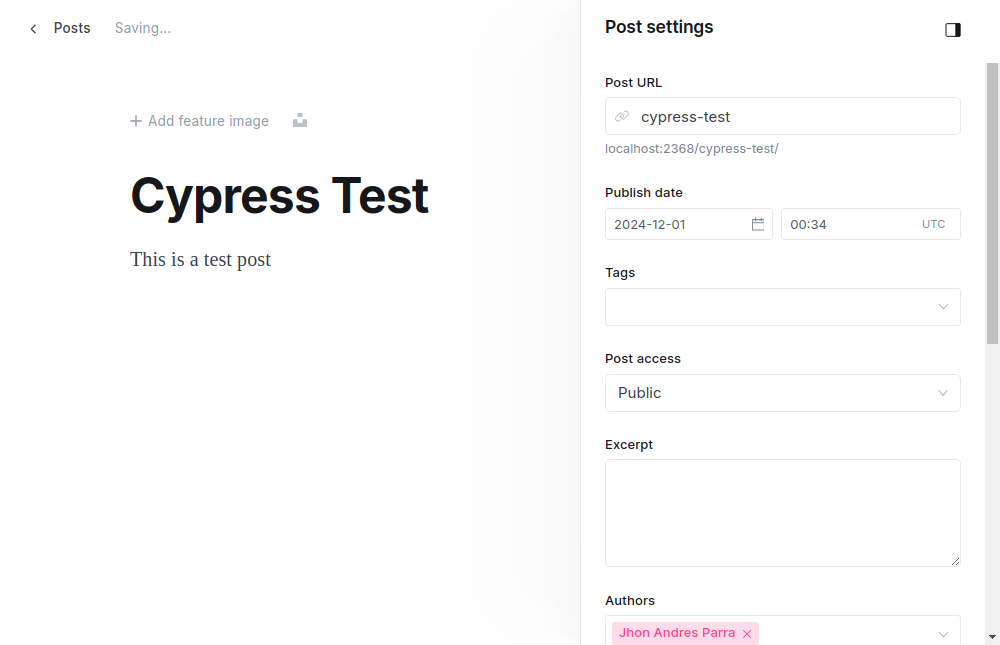 Posts Saving...
Add feature image
Cypress Test
This is a test post
Post settings
Post URL
cypress-test
localhost:2368/cypress-test/
Publish date
2024-12-01 00:34 UTC
Tags
Post access
Public
Excerpt
Authors
Jhon Andres Parra